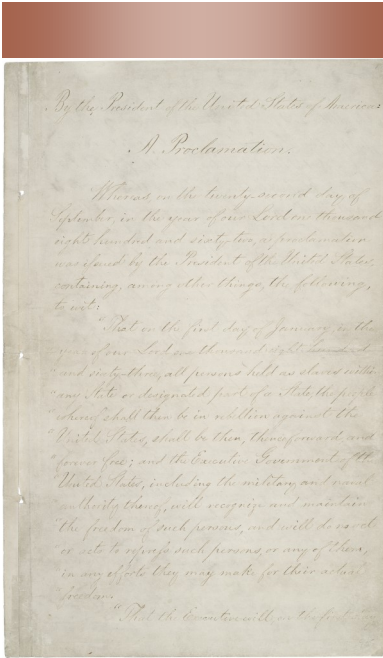 By the President of the United States of America:
A Proclamation.
Whereas, on the twenty-second day of
September, in the year of our Lord one thousand
eight hundred and sixty-two, a proclamation
was issued by the President of the United States,
containing, among other things, the following,
to wit:
"That on the first day of January, in the
"year of our Lord one thousand eight hundred
"and sixty-three, all persons held as slaves within
"any State or designated part of a State, the people
"whereof shall then be in rebellion against the
"United States, shall be then, thenceforward, and
"forever free; and the Executive Government of the
"United States, including the military and naval
"authority thereof, will recognize and maintain
"the freedom of such persons, and will do no act
"or acts to repress such persons, or any of them,
"in any efforts they may make for their actual
"freedom.
"That the Executive will, on the first